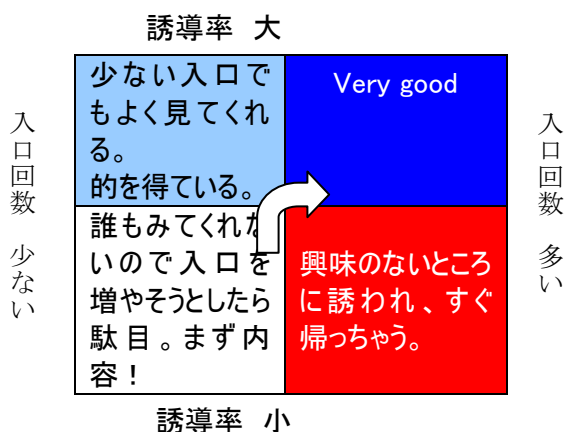 誘導率 大
少ない入口で
もよく見てくれ
る。
的を得ている。
Very good
入口回数 少ない
入口回数 多い
誰もみてくれな
いので入口を
増やそうとしたら
駄目。まず内
容！
興味のないところ
に誘われ、すぐ
帰っちゃう。
誘導率 小